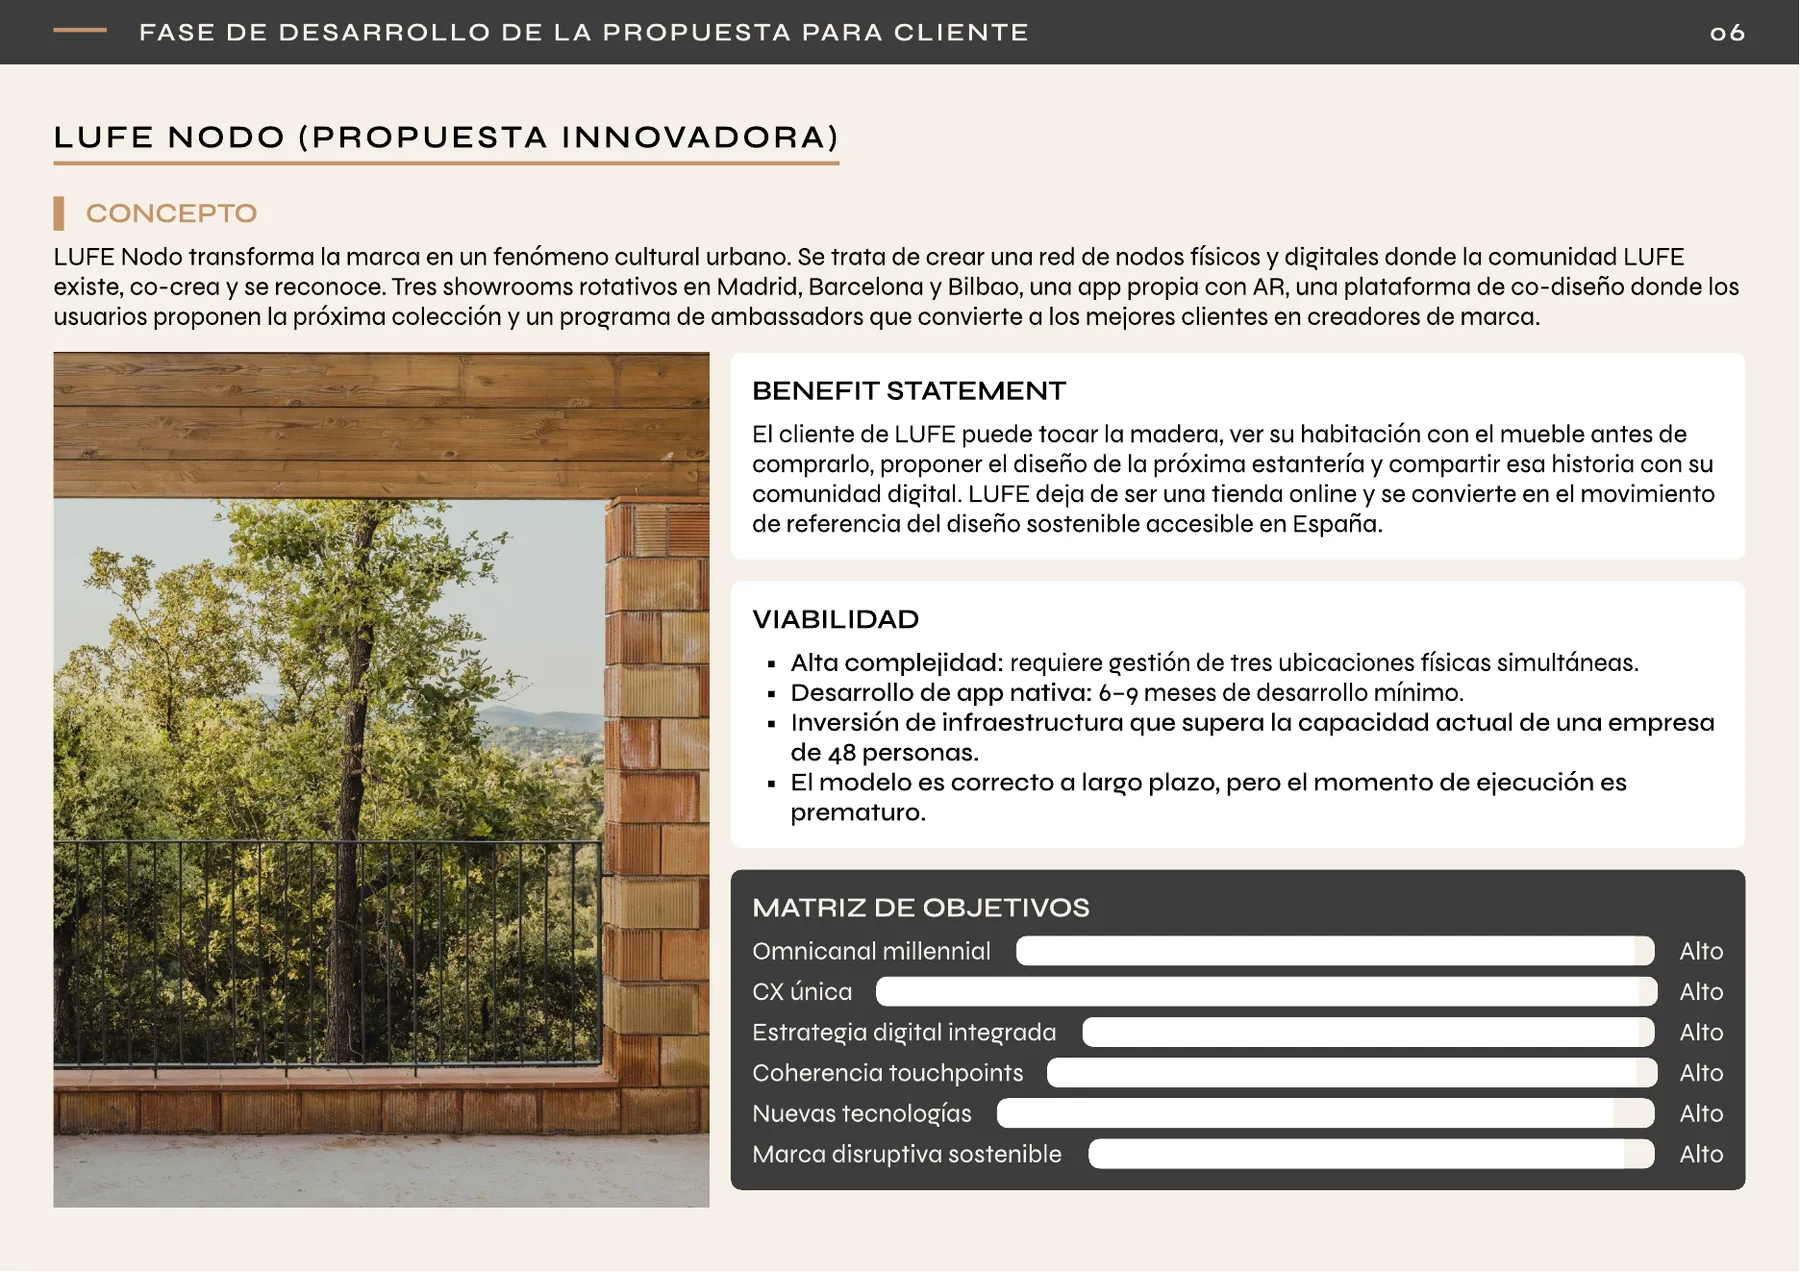 FASE DE DESARROLLO DE LA PROPUESTA PARA CLIENTE
06
LUFE NODO (PROPUESTA INNOVADORA)
CONCEPTO
LUFE Nodo transforma la marca en un fenómeno cultural urbano. Se trata de crear una red de nodos físicos y digitales donde la comunidad LUFE
existe, co-crea y se reconoce. Tres showrooms rotativos en Madrid, Barcelona y Bilbao, una app propia con AR, una plataforma de co-diseño donde los
usuarios proponen la próxima colección y un programa de ambassadors que convierte a los mejores clientes en creadores de marca.
BENEFIT STATEMENT
El cliente de LUFE puede tocar la madera, ver su habitación con el mueble antes de
comprarlo, proponer el diseño de la próxima estantería y compartir esa historia con su
comunidad digital. LUFE deja de ser una tienda online y se convierte en el movimiento
de referencia del diseño sostenible accesible en España.
VIABILIDAD
▪ Alta complejidad: requiere gestión de tres ubicaciones físicas simultáneas.
▪ Desarrollo de app nativa: 6–9 meses de desarrollo mínimo.
▪ Inversión de infraestructura que supera la capacidad actual de una empresa
de 48 personas.
▪ El modelo es correcto a largo plazo, pero el momento de ejecución es
prematuro.
MATRIZ DE OBJETIVOS
Omnicanal millennial Alto
CX única Alto
Estrategia digital integrada Alto
Coherencia touchpoints Alto
Nuevas tecnologías Alto
Marca disruptiva sostenible Alto